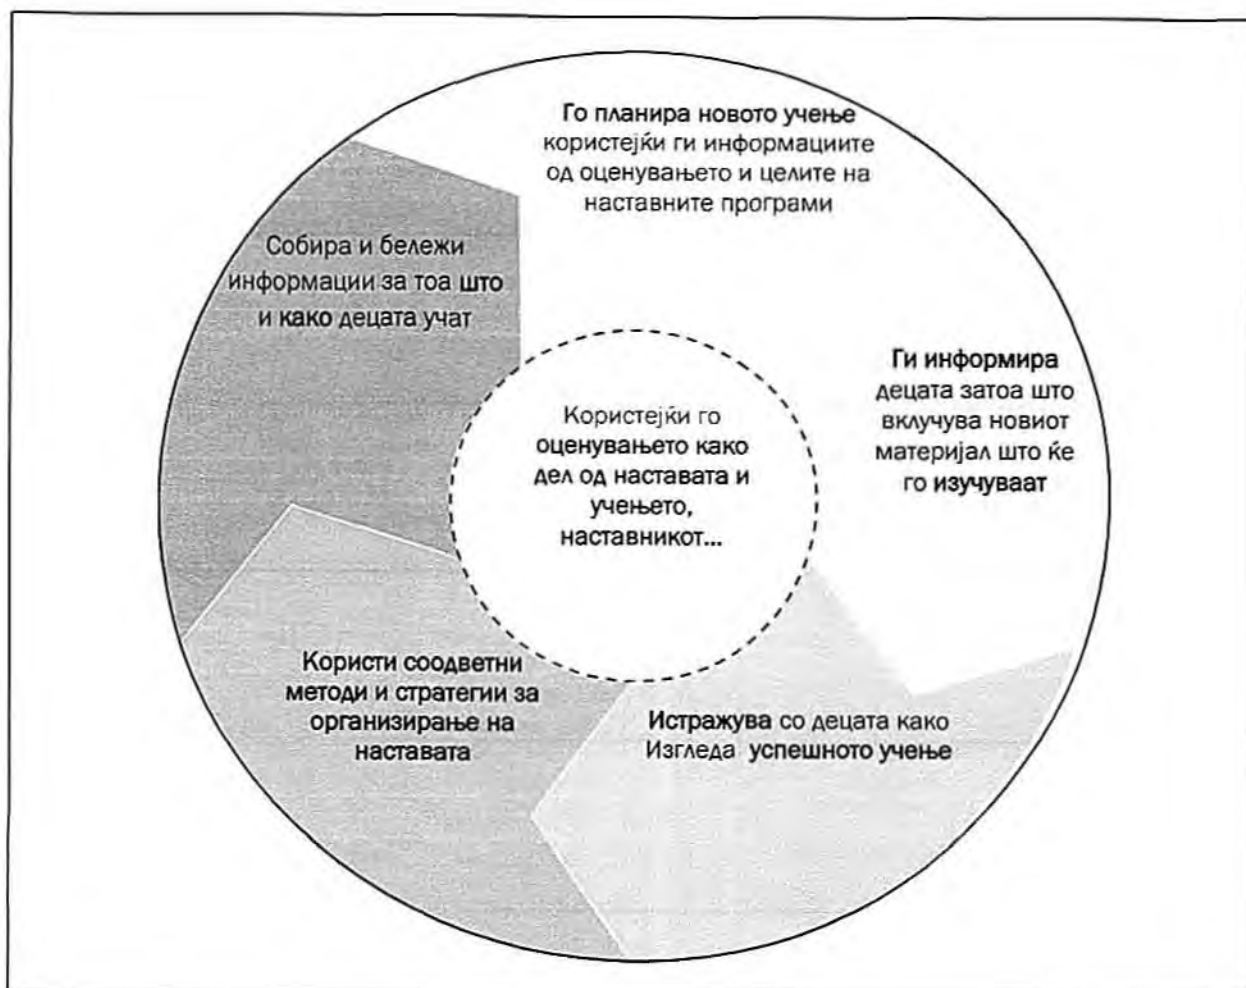 Го планира новото учење
користејќи ги информациите
од оценувањето и целите на
наставните програми
Собира и бележи
информации за тоа што
и како децата учат
Ги информира
децата затоа што
вклучува новиот
материјал што ќе
го изучуваат
Користејќи го
оценувањето како
дел од наставата и
учењето,
наставникот...
Користи соодветни
методи и стратегии за
организирање на
наставата
Истражува со децата како
Изгледа успешното учење